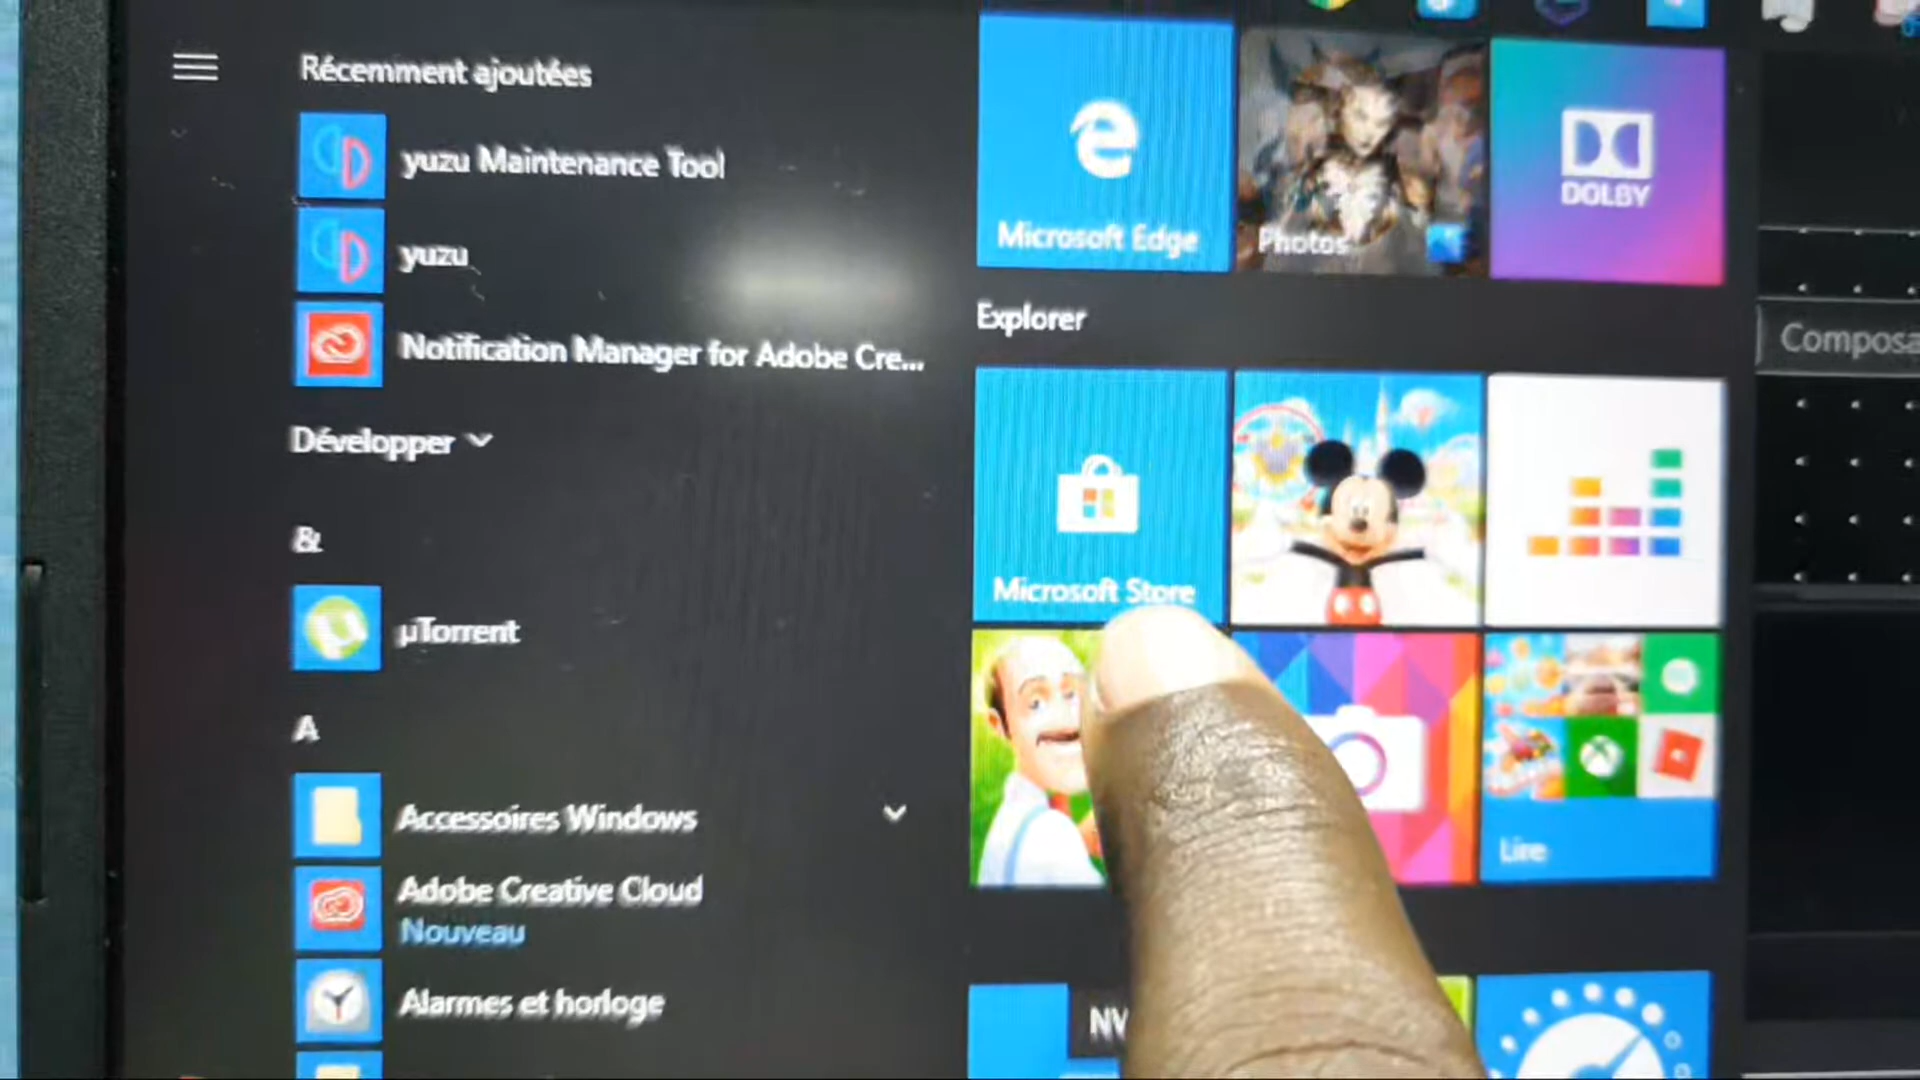 Récemment ajoutées
yuzu Maintenance Tool
yuzu
Notification Manager for Adobe Cre...
Développer
&
µTorrent
A
Accessoires Windows
Adobe Creative Cloud
Nouveau
Alarmes et horloge
Microsoft Edge
Photos
DOLBY
Explorer
Microsoft Store
Lire
NV
Composa